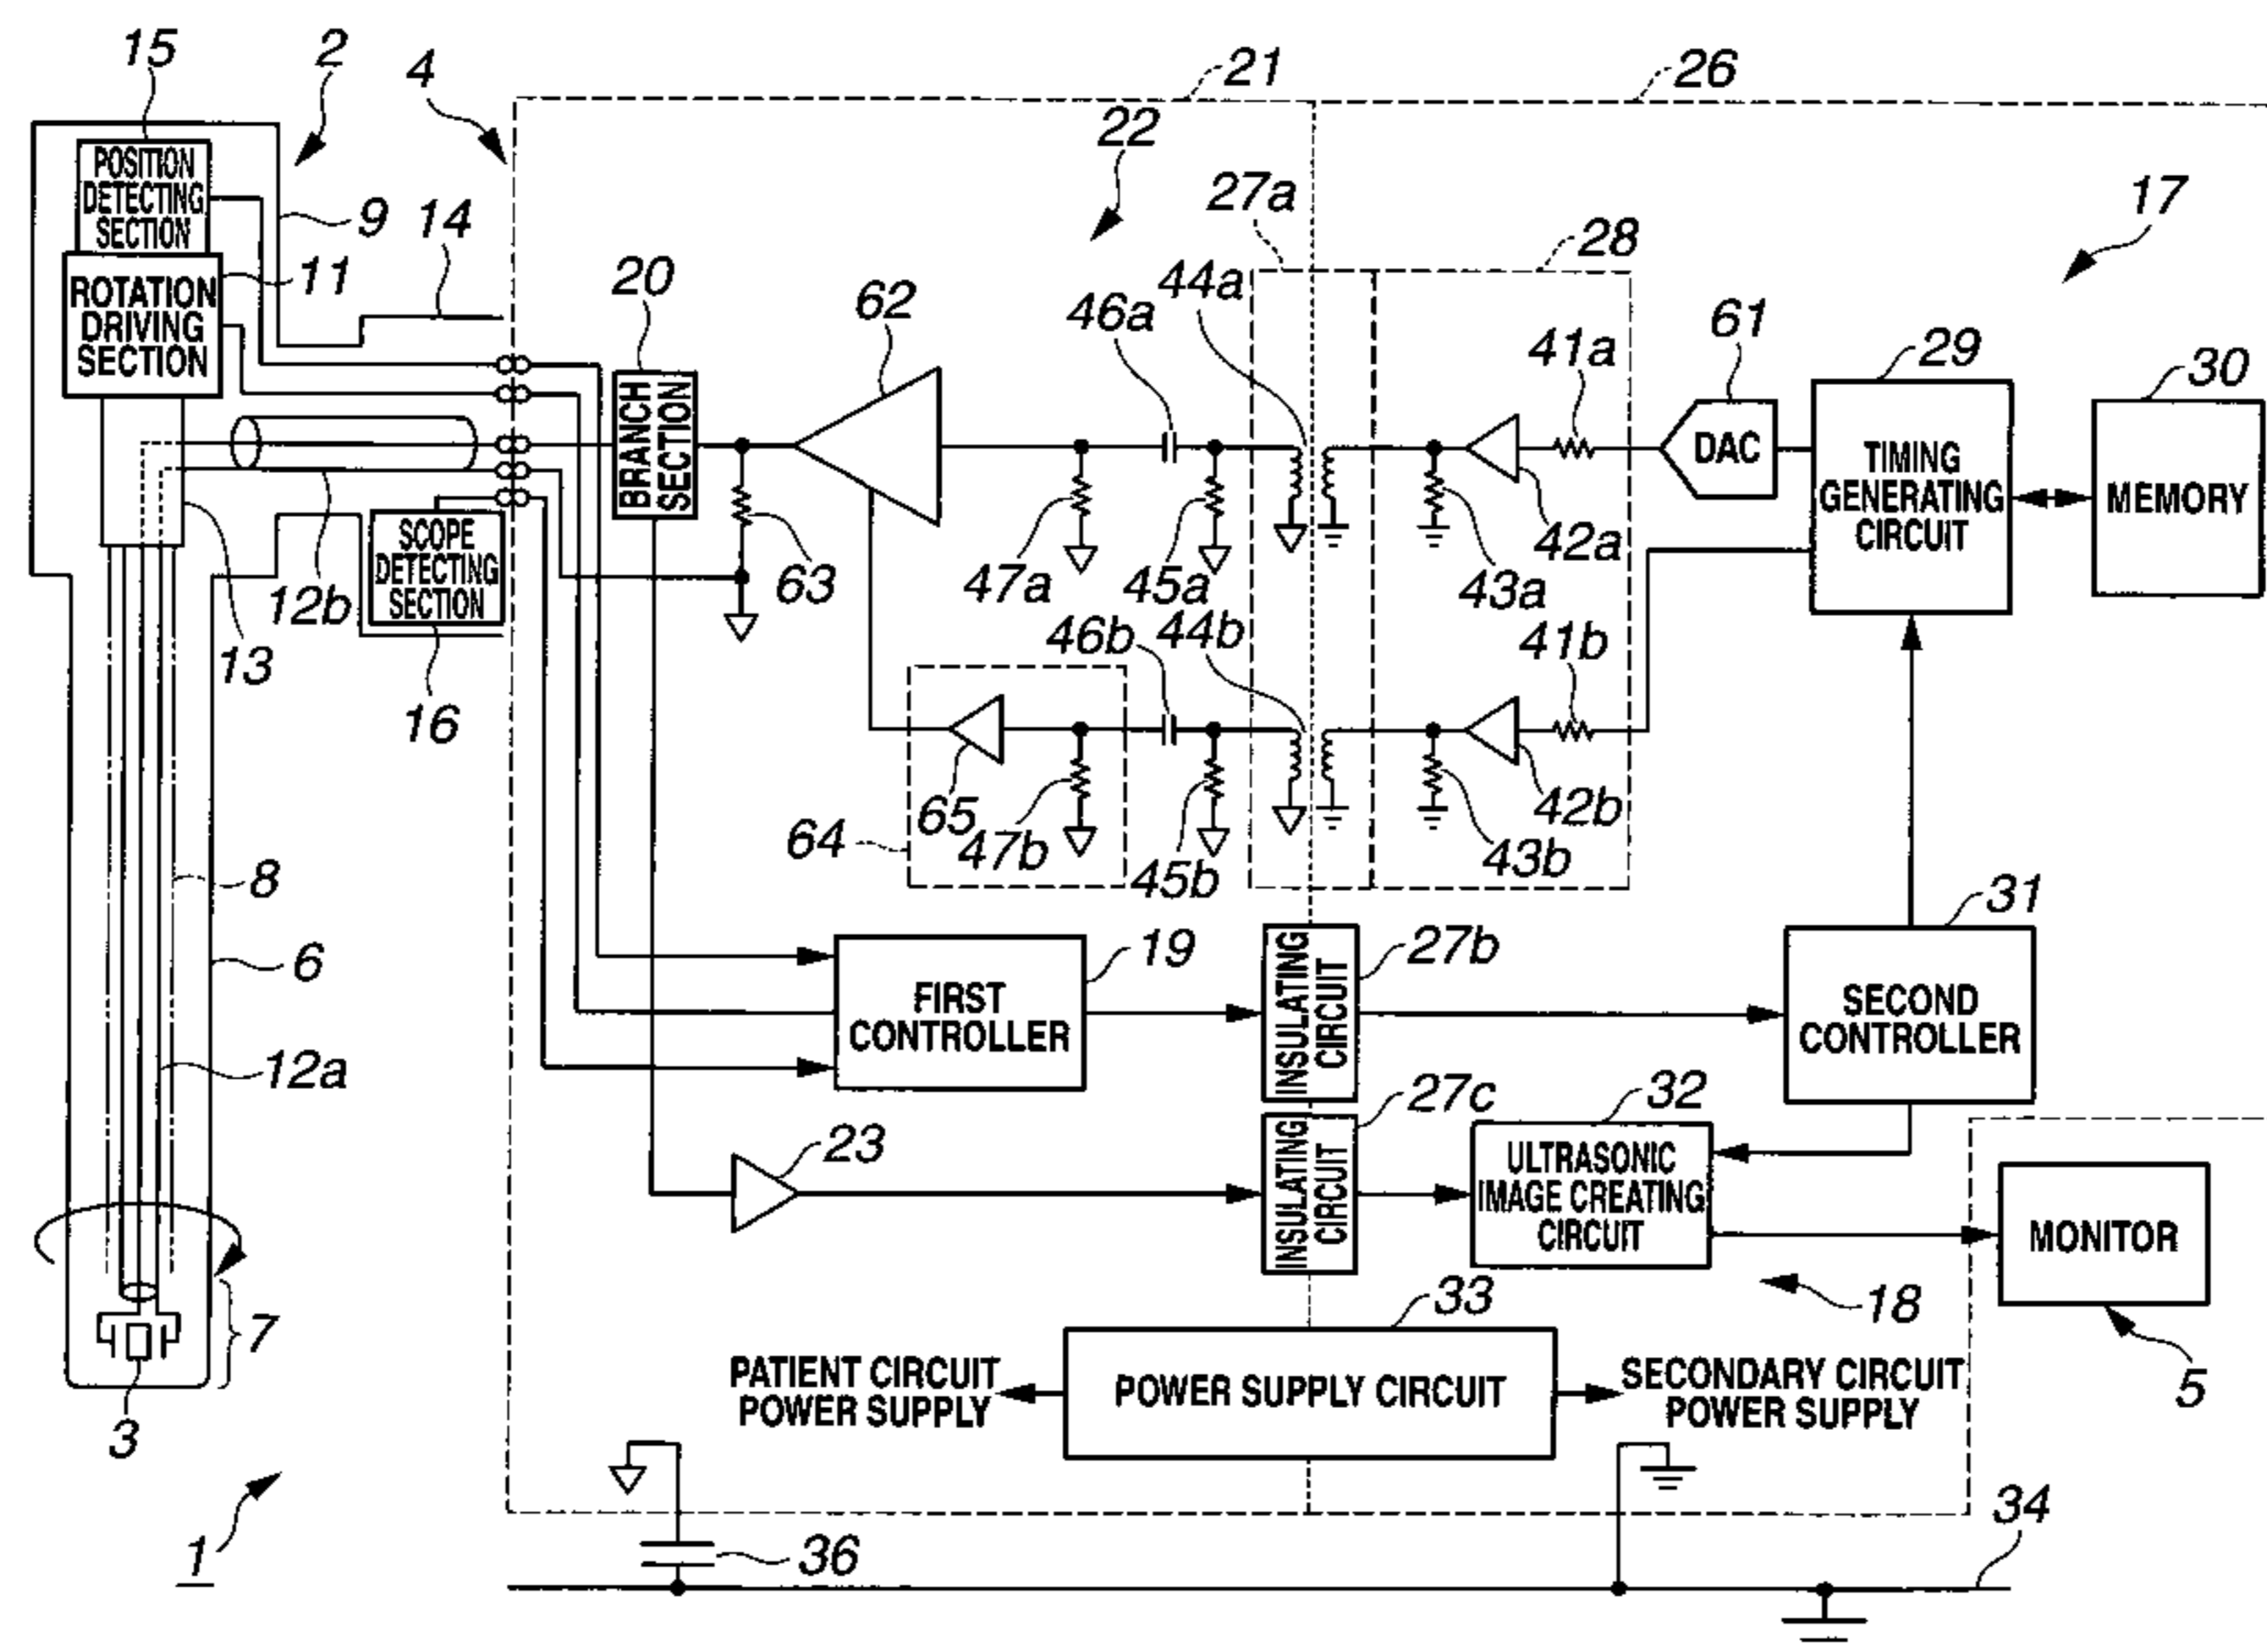 15
2
4
21
26
22
17
POSITION
DETECTING
SECTION
9
14
27a
28
11
ROTATION
DRIVING
SECTION
20
62
46a
44a
41a
61
29
30
BRANCH
SECTION
DAC
TIMING
GENERATING
CIRCUIT
MEMORY
SCOPE
DETECTING
SECTION
12b
63
47a
45a
42a
43a
13
16
46b
44b
41b
65
64
47b
45b
42b
43b
8
6
12a
19
27b
31
FIRST
CONTROLLER
INSULATING
CIRCUIT
SECOND
CONTROLLER
23
27c
32
INSULATING
CIRCUIT
ULTRASONIC
IMAGE CREATING
CIRCUIT
MONITOR
7
33
18
3
PATIENT CIRCUIT
POWER SUPPLY
POWER SUPPLY CIRCUIT
SECONDARY CIRCUIT
POWER SUPPLY
5
1
36
34